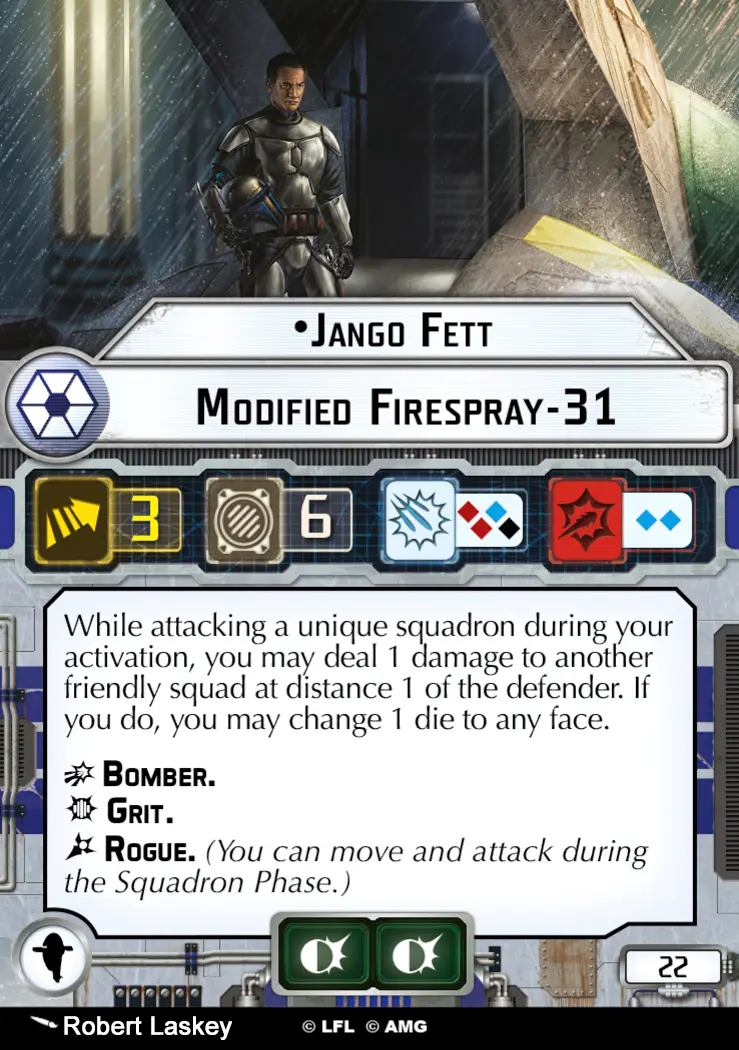 •Jango Fett
Modified Firespray-31
3
6
While attacking a unique squadron during your
activation, you may deal 1 damage to another
friendly squad at distance 1 of the defender. If
you do, you may change 1 die to any face.
Bomber.
Grit.
Rogue. (You can move and attack during
the Squadron Phase.)
22
Robert Laskey © LFL © AMG